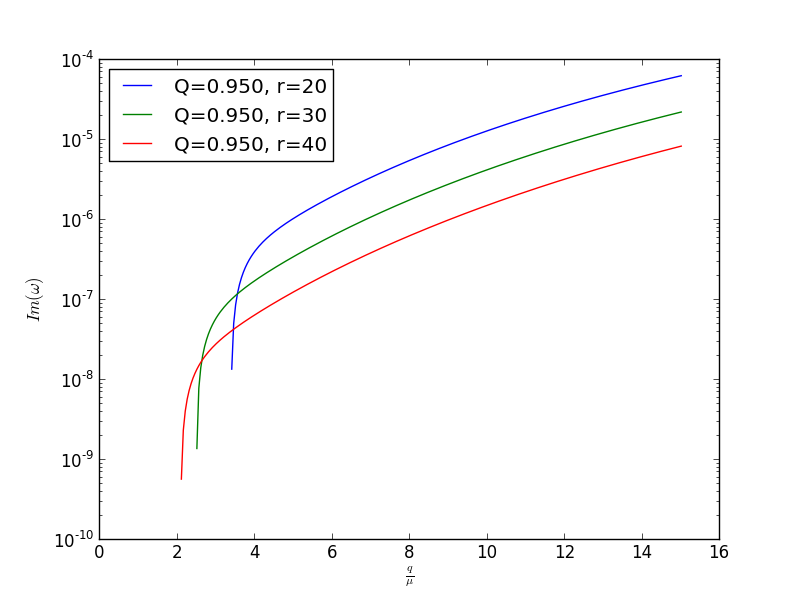 10^-4
10^-5
10^-6
10^-7
10^-8
10^-9
10^-10
Im(ω)
Q=0.950, r=20
Q=0.950, r=30
Q=0.950, r=40
0 2 4 6 8 10 12 14 16
q
μ